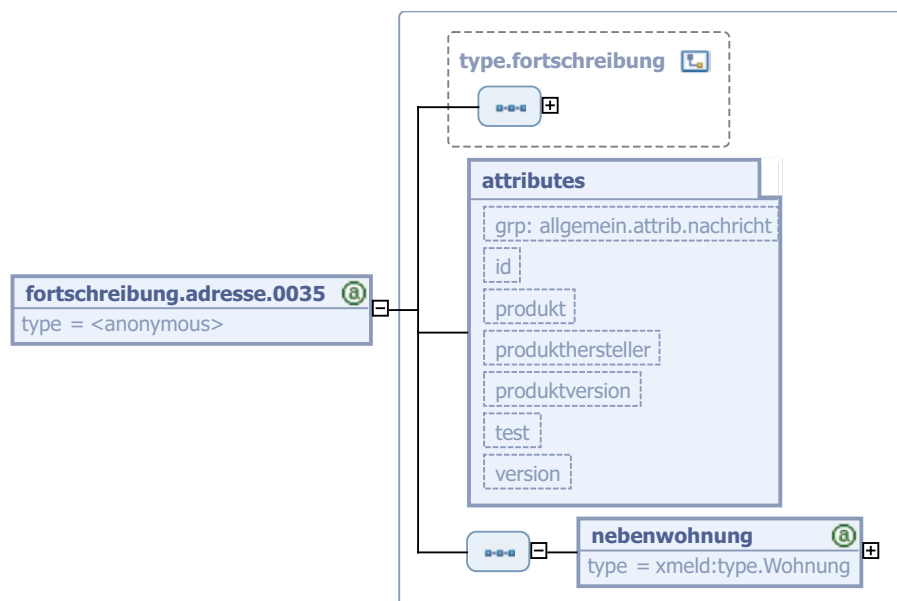 type.fortschreibung
attributes
grp: allgemein.attrib.nachricht
id
produkt
produkthersteller
produktversion
test
version
fortschreibung.adresse.0035
type = <anonymous>
nebenwohnung
type = xmeld:type.Wohnung